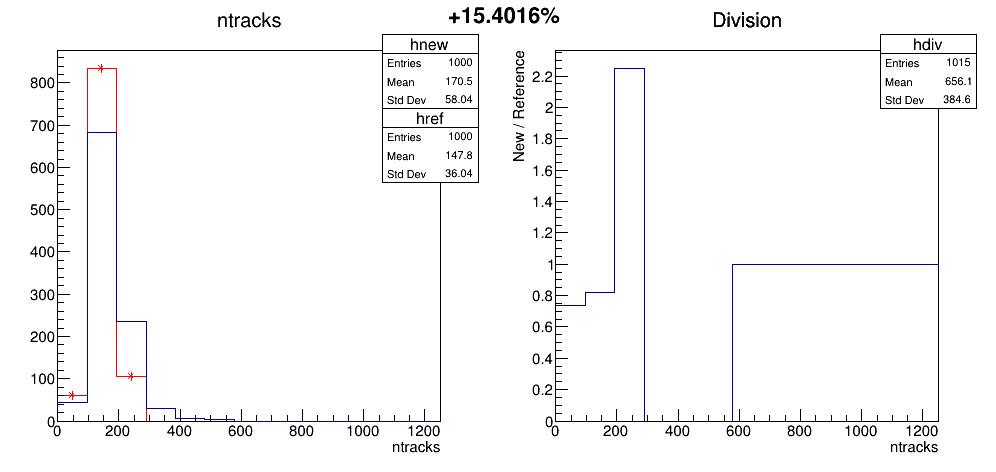 +15.4016%
ntracks
hnew
Entries 1000
Mean 170.5
Std Dev 58.04
href
Entries 1000
Mean 147.8
Std Dev 36.04
800
700
600
500
400
300
200
100
0
0 200 400 600 800 1000 1200
ntracks
Division
hdiv
Entries 1015
Mean 656.1
Std Dev 384.6
New / Reference
2.2
2
1.8
1.6
1.4
1.2
1
0.8
0.6
0.4
0.2
0
0 200 400 600 800 1000 1200
ntracks